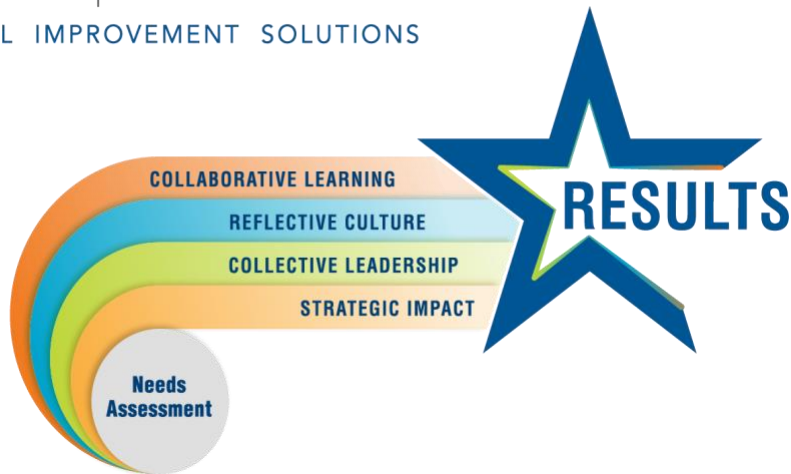 L IMPROVEMENT SOLUTIONS
COLLABORATIVE LEARNING
REFLECTIVE CULTURE
COLLECTIVE LEADERSHIP
STRATEGIC IMPACT
Needs
Assessment
RESULTS